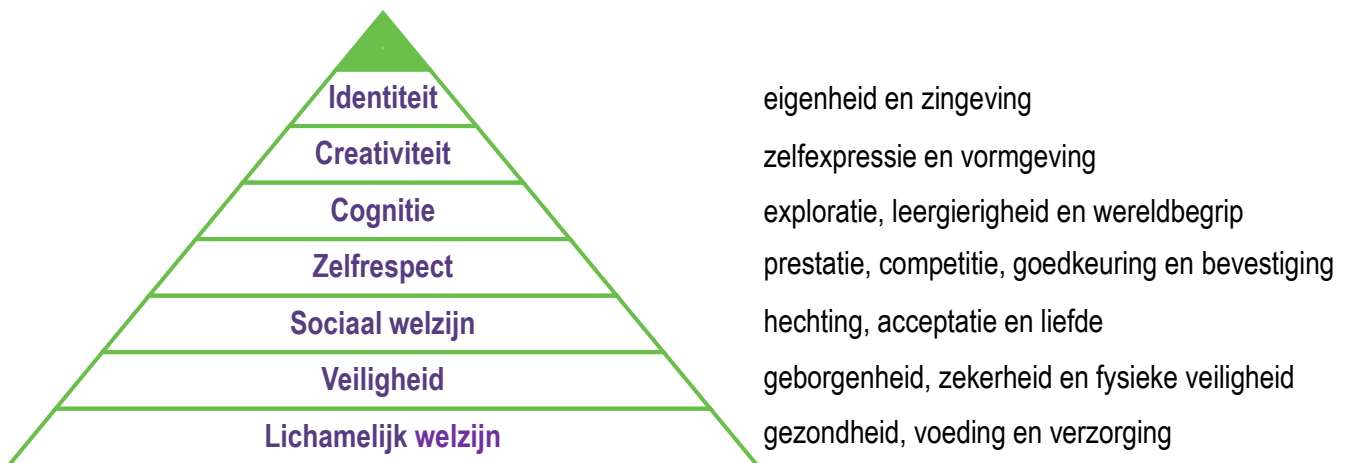 Identiteit eigenheid en zingeving
Creativiteit zelfexpressie en vormgeving
Cognitie exploratie, leergierigheid en wereldbegrip
Zelfrespect prestatie, competitie, goedkeuring en bevestiging
Sociaal welzijn hechting, acceptatie en liefde
Veiligheid geborgenheid, zekerheid en fysieke veiligheid
Lichamelijk welzijn gezondheid, voeding en verzorging